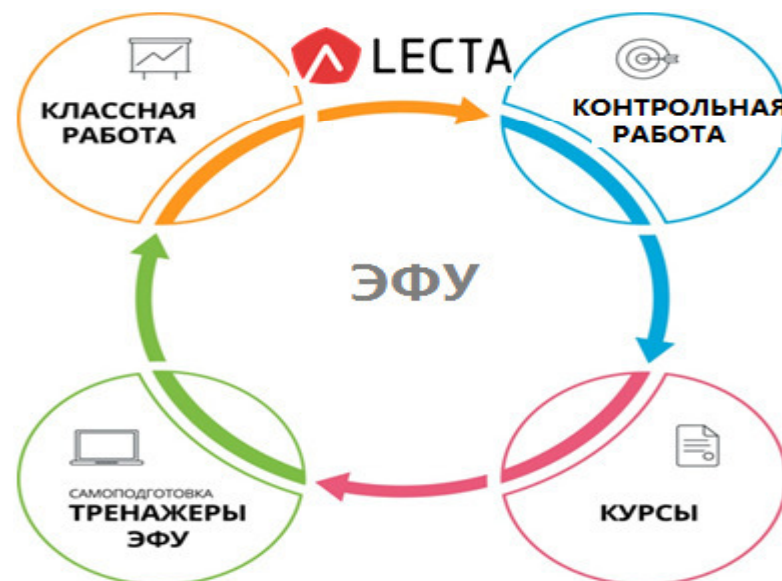 LECTA
КЛАССНАЯ
РАБОТА
КОНТРОЛЬНАЯ
РАБОТА
ЭФУ
САМОПОДГОТОВКА
ТРЕНАЖЕРЫ
ЭФУ
КУРСЫ